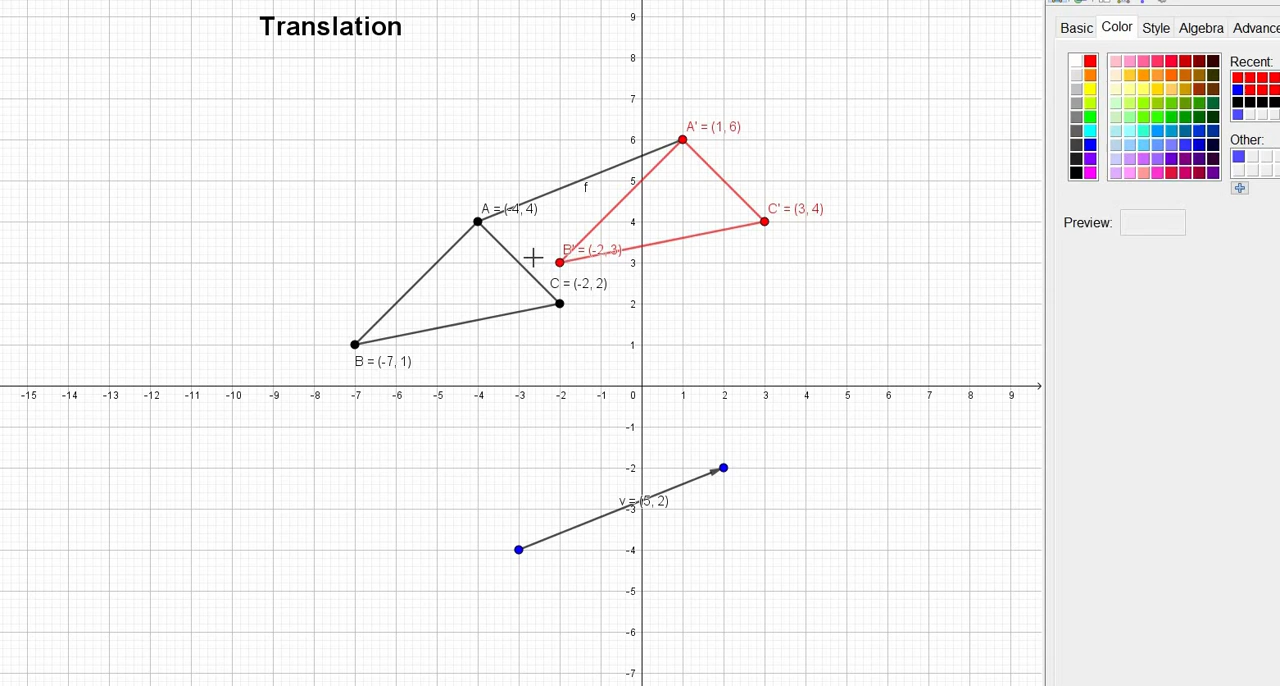 Translation
9
8
7
6
5
4
3
2
1
-1
-2
-3
-4
-5
-6
-7
-15 -14 -13 -12 -11 -10 -9 -8 -7 -6 -5 -4 -3 -2 -1 0 1 2 3 4 5 6 7 8 9
A' = (1, 6)
f
A = (-4, 4)
C' = (3, 4)
B' = (-2, 3)
C = (-2, 2)
B = (-7, 1)
v = (5, 2)
Basic Color Style Algebra Advance
Recent:
Other:
Preview: